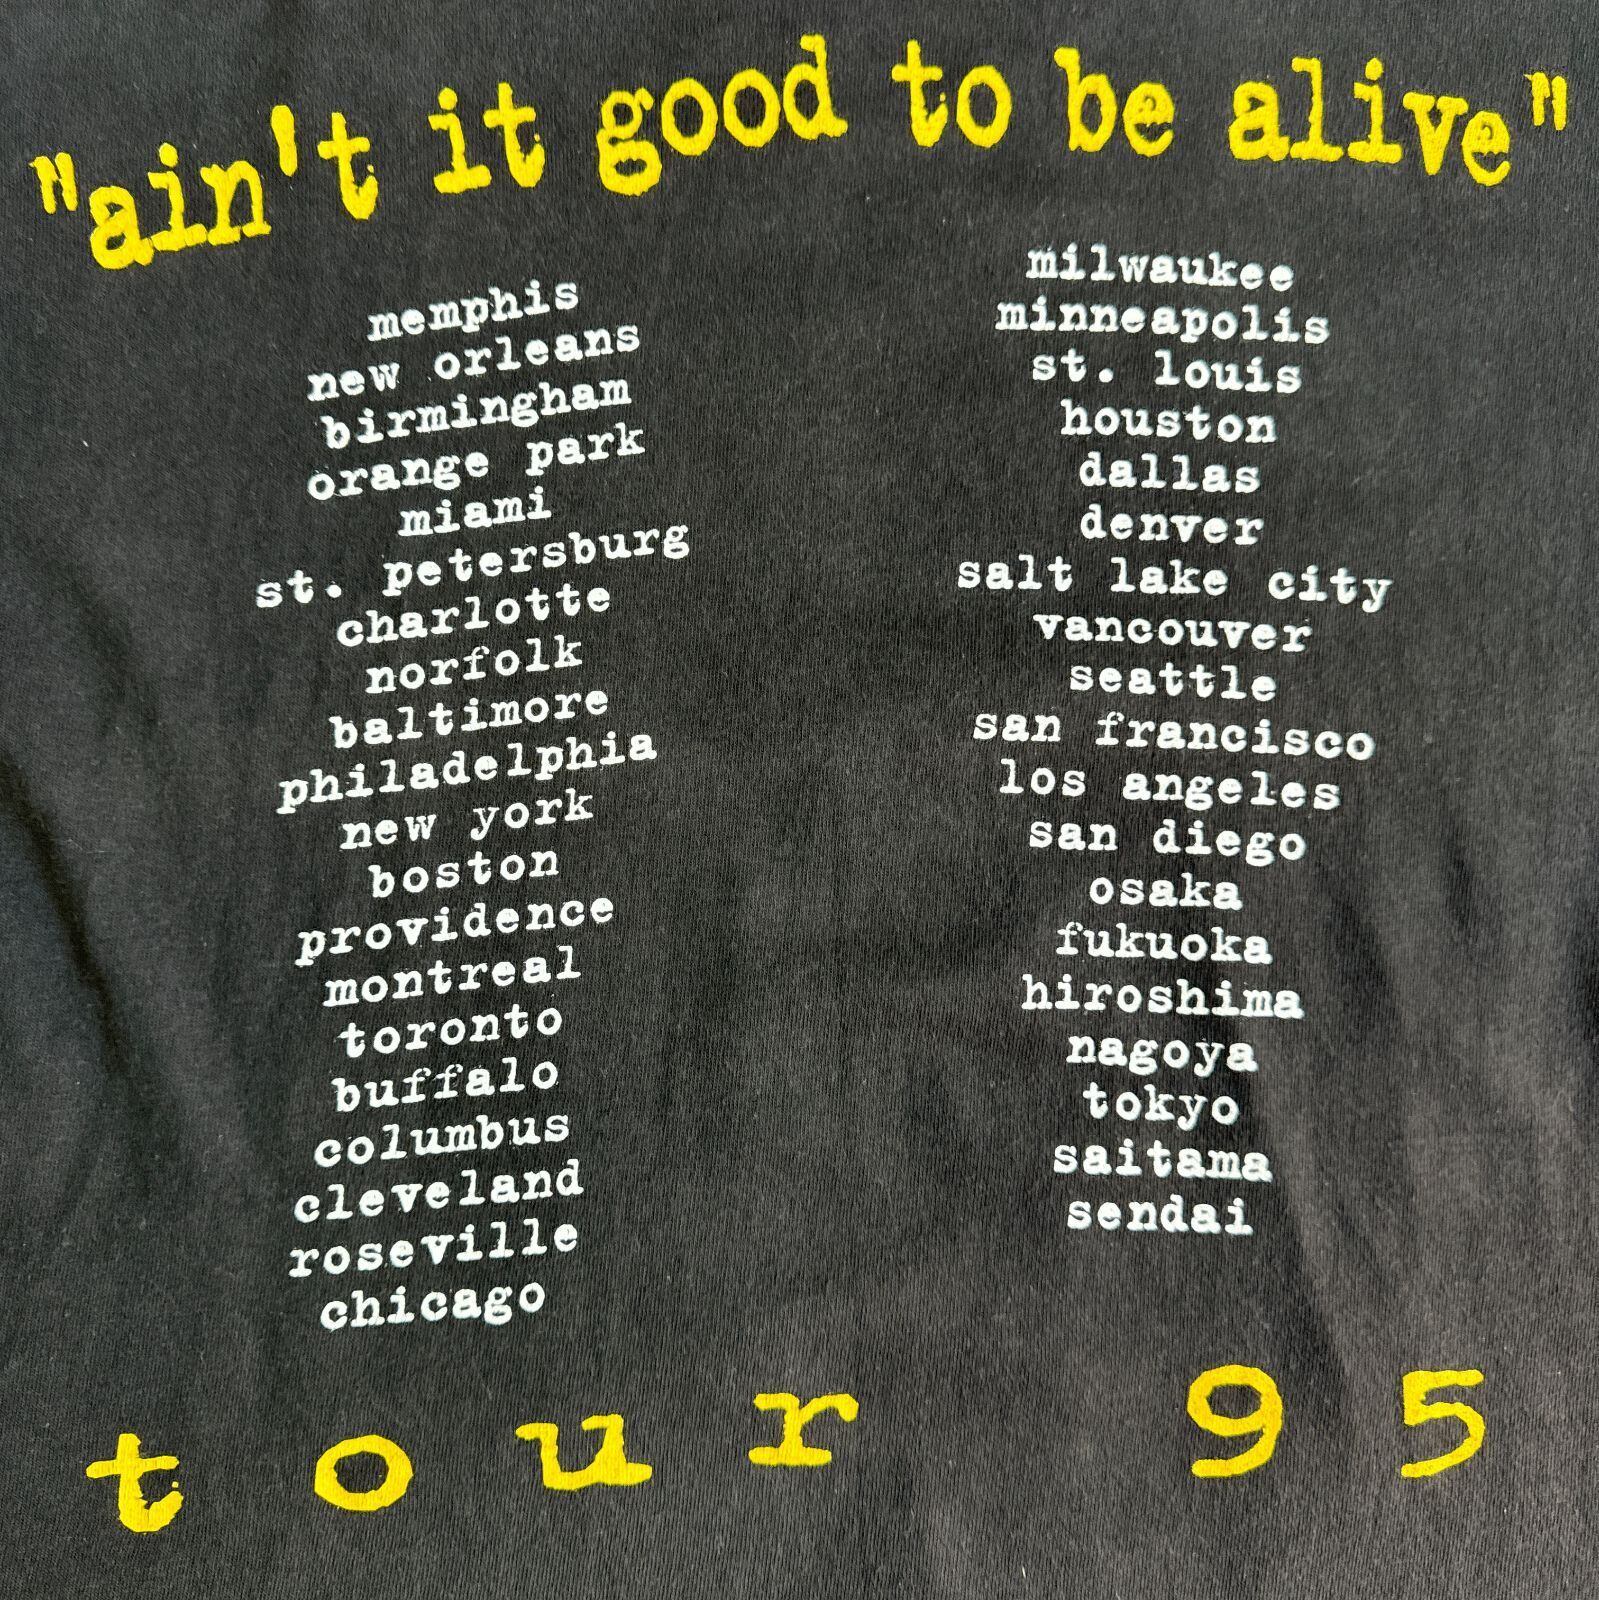 "ain't it good to be alive"
memphis
new orleans
birmingham
orange park
miami
st. petersburg
charlotte
norfolk
baltimore
philadelphia
new york
boston
providence
montreal
toronto
buffalo
columbus
cleveland
roseville
chicago
milwaukee
minneapolis
st. louis
houston
dallas
denver
salt lake city
vancouver
seattle
san francisco
los angeles
san diego
osaka
fukuoka
hiroshima
nagoya
tokyo
saitama
sendai
tour 95